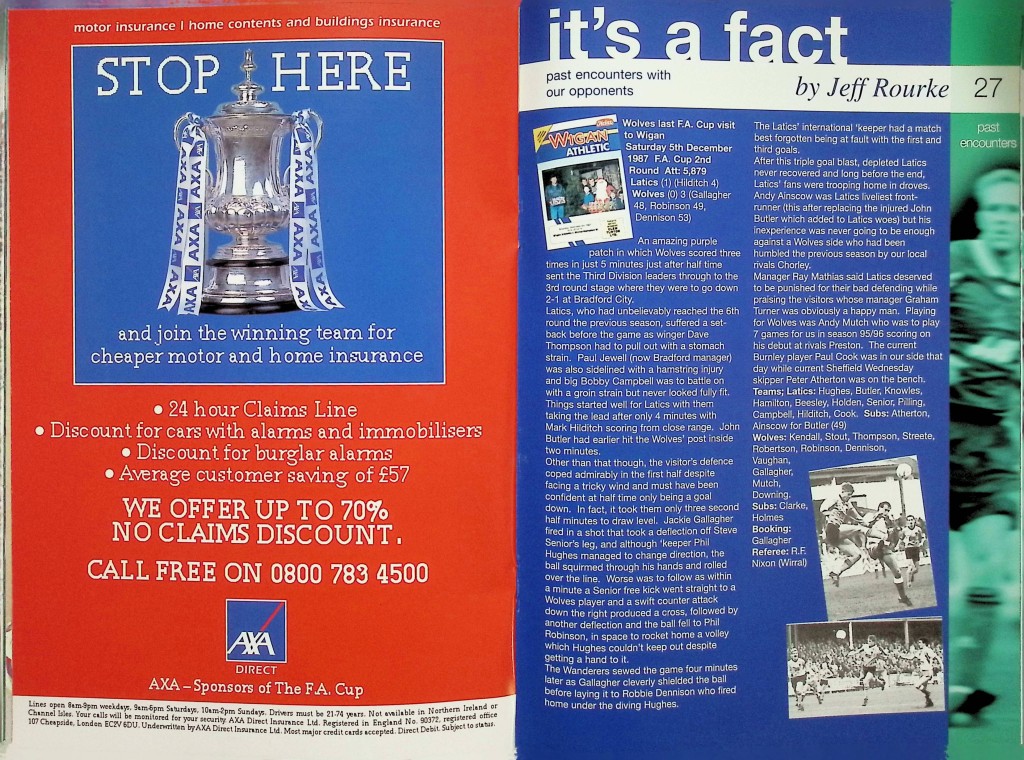 motor insurance | home contents and buildings insurance
STOP HERE
AXA AXA AXA AXA
and join the winning team for
cheaper motor and home insurance
• 24 hour Claims Line
• Discount for cars with alarms and immobilisers
• Discount for burglar alarms
• Average customer saving of £57
WE OFFER UP TO 70%
NO CLAIMS DISCOUNT.
CALL FREE ON 0800 783 4500
AXA
DIRECT
AXA – Sponsors of The F.A. Cup
Lines open 8am-9pm weekdays, 9am-6pm Saturdays, 10am-2pm Sundays. Drivers must be 21-74 years. Not available in Northern Ireland or
Channel Isles. Your calls will be monitored for your security. AXA Direct Insurance Ltd. Registered in England No. 90372, registered office
107 Cheapside, London EC2V 6DU. Underwritten by AXA Direct Insurance Ltd. Most major credit cards accepted. Direct Debit. Subject to status.
it's a fact
past encounters with
our opponents
by Jeff Rourke
27
past
encounters
WIGAN
ATHLETIC
Wolves last F.A. Cup visit
to Wigan
Saturday 5th December
1987 F.A. Cup 2nd
Round Att: 5,879
Latics (1) (Hilditch 4)
Wolves (0) 3 (Gallagher
48, Robinson 49,
Dennison 53)
An amazing purple
patch in which Wolves scored three
times in just 5 minutes just after half time
sent the Third Division leaders through to the
3rd round stage where they were to go down
2-1 at Bradford City.
Latics, who had unbelievably reached the 6th
round the previous season, suffered a set-
back before the game as winger Dave
Thompson had to pull out with a stomach
strain. Paul Jewell (now Bradford manager)
was also sidelined with a hamstring injury
and big Bobby Campbell was to battle on
with a groin strain but never looked fully fit.
Things started well for Latics with them
taking the lead after only 4 minutes with
Mark Hilditch scoring from close range. John
Butler had earlier hit the Wolves' post inside
two minutes.
Other than that though, the visitor's defence
coped admirably in the first half despite
facing a tricky wind and must have been
confident at half time only being a goal
down. In fact, it took them only three second
half minutes to draw level. Jackie Gallagher
fired in a shot that took a deflection off Steve
Senior's leg, and although 'keeper Phil
Hughes managed to change direction, the
ball squirmed through his hands and rolled
over the line. Worse was to follow as within
a minute a Senior free kick went straight to a
Wolves player and a swift counter attack
down the right produced a cross, followed by
another deflection and the ball fell to Phil
Robinson, in space to rocket home a volley
which Hughes couldn't keep out despite
getting a hand to it.
The Wanderers sewed the game four minutes
later as Gallagher cleverly shielded the ball
before laying it to Robbie Dennison who fired
home under the diving Hughes.
The Latics' international 'keeper had a match
best forgotten being at fault with the first and
third goals.
After this triple goal blast, depleted Latics
never recovered and long before the end,
Latics' fans were trooping home in droves.
Andy Ainscow was Latics liveliest front-
runner (this after replacing the injured John
Butler which added to Latics woes) but his
inexperience was never going to be enough
against a Wolves side who had been
humbled the previous season by our local
rivals Chorley.
Manager Ray Mathias said Latics deserved
to be punished for their bad defending while
praising the visitors whose manager Graham
Turner was obviously a happy man. Playing
for Wolves was Andy Mutch who was to play
7 games for us in season 95/96 scoring on
his debut at rivals Preston. The current
Burnley player Paul Cook was in our side that
day while current Sheffield Wednesday
skipper Peter Atherton was on the bench.
Teams; Latics: Hughes, Butler, Knowles,
Hamilton, Beesley, Holden, Senior, Pilling,
Campbell, Hilditch, Cook. Subs: Atherton,
Ainscow for Butler (49)
Wolves: Kendall, Stout, Thompson, Streete,
Robertson, Robinson, Dennison,
Vaughan,
Gallagher,
Mutch,
Downing.
Subs: Clarke,
Holmes
Booking:
Gallagher
Referee: R.F.
Nixon (Wirral)